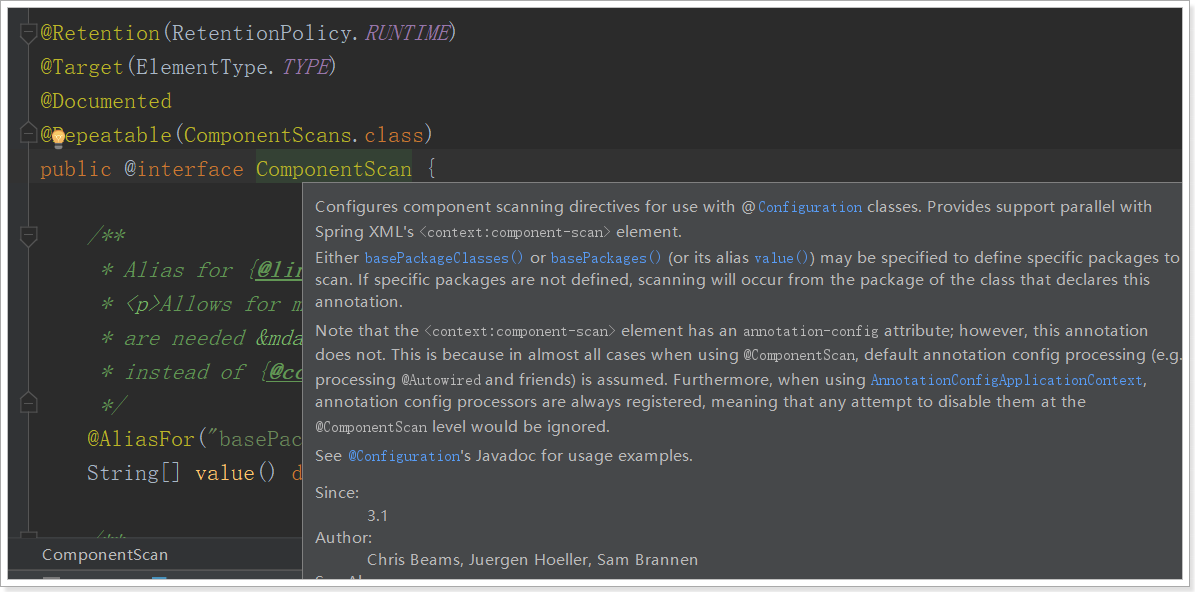 @Retention(RetentionPolicy.RUNTIME)
@Target(ElementType.TYPE)
@Documented
@Repeatable(ComponentScans.class)
public @interface ComponentScan {
/**
* Alias for {@lin
* <p>Allows for m
* are needed &mda
* instead of {@co
*/
@AliasFor("basePac
String[] value() d
/**
ComponentScan
Configures component scanning directives for use with @Configuration classes. Provides support parallel with
Spring XML's <context:component-scan> element.
Either basePackageClasses() or basePackages() (or its alias value()) may be specified to define specific packages to
scan. If specific packages are not defined, scanning will occur from the package of the class that declares this
annotation.
Note that the <context:component-scan> element has an annotation-config attribute; however, this annotation
does not. This is because in almost all cases when using @ComponentScan, default annotation config processing (e.g.
processing @Autowired and friends) is assumed. Furthermore, when using AnnotationConfigApplicationContext,
annotation config processors are always registered, meaning that any attempt to disable them at the
@ComponentScan level would be ignored.
See @Configuration's Javadoc for usage examples.
Since:
3.1
Author:
Chris Beams, Juergen Hoeller, Sam Brannen